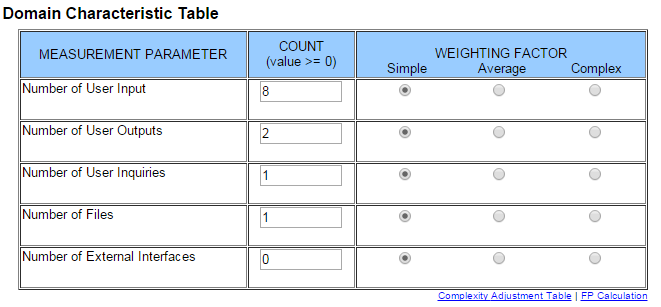 Domain Characteristic Table
MEASUREMENT PARAMETER
COUNT
(value >= 0)
WEIGHTING FACTOR
Simple Average Complex
Number of User Input 8
Number of User Outputs 2
Number of User Inquiries 1
Number of Files 1
Number of External Interfaces 0
Complexity Adjustment Table | FP Calculation